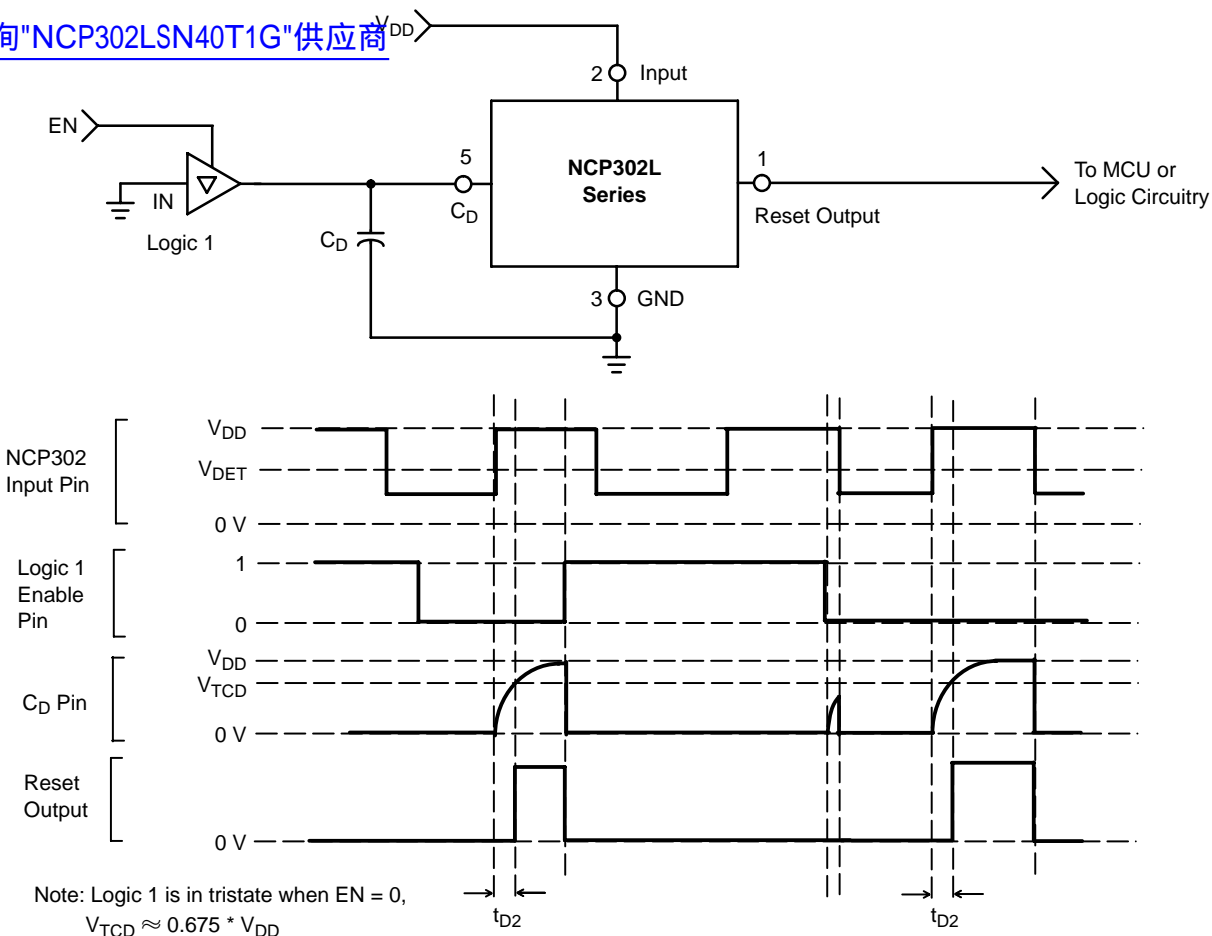 询"NCP302LSN40T1G"供应商
VDD
2 Input
EN
IN
Logic 1
CD
5
CD
NCP302L
Series
1
Reset Output
To MCU or
Logic Circuitry
3 GND
NCP302
Input Pin
VDD
VDET
0 V
Logic 1
Enable
Pin
1
0
CD Pin
VDD
VTCD
0 V
Reset
Output
0 V
tD2
tD2
Note: Logic 1 is in tristate when EN = 0,
VTCD ≈ 0.675 * VDD